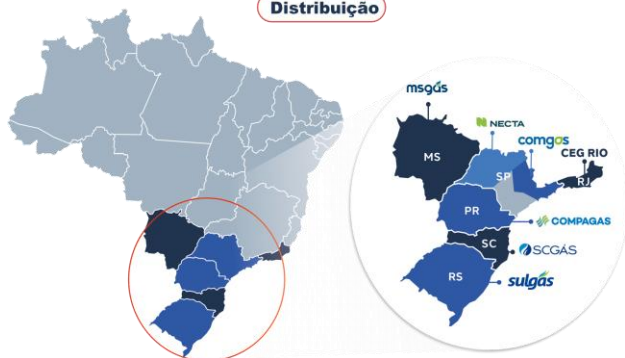 Distribuição
msgás
NECTA
comgas
CEG RIO
MS
SP
RJ
PR
COMPAGAS
SC
SCGÁS
RS
sulgás